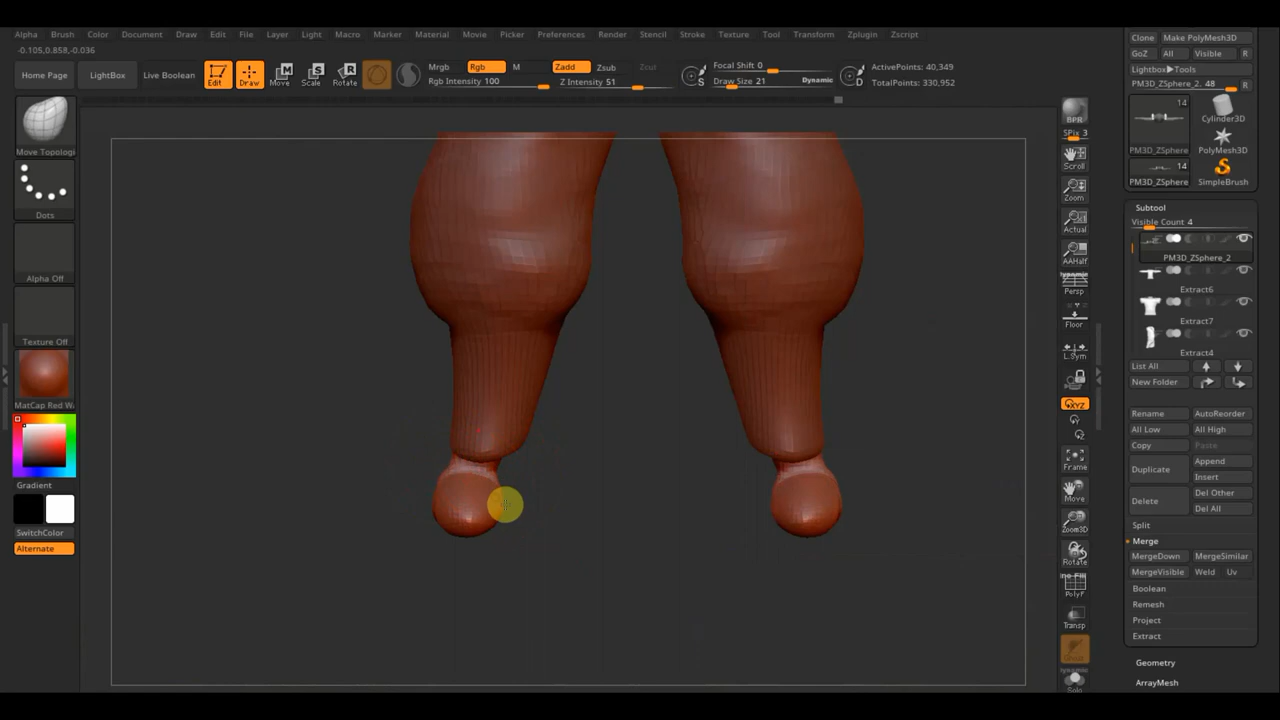 Alpha Brush Color Document Draw Edit File Layer Light Macro Marker Material Movie Picker Preferences Render Stencil Stroke Texture Tool Transform Zplugin Zscript
-0.105,0.858,-0.036
Home Page
LightBox
Live Boolean
Edit
Draw
Move
Scale
Rotate
Mrgb
Rgb
M
Rgb Intensity 100
Zadd
Zsub
Zcut
Z Intensity 51
S
Focal Shift 0
Draw Size 21
Dynamic
D
ActivePoints: 40,349
TotalPoints: 330,952
Move Topologi
Dots
Alpha Off
Texture Off
MatCap Red W
Gradient
SwitchColor
Alternate
BPR
SPix 3
Scroll
Zoom
Actual
AAHalf
dynamic
Persp
Floor
L.Sym
XYZ
Frame
Move
Zoom3D
Rotate
PolyF
Transp
Ghost
Solo
Clone
Make PolyMesh3D
GoZ
All
Visible
R
Lightbox▸Tools
PM3D_ZSphere_2. 48
R
14
PM3D_ZSphere
Cylinder3D
PolyMesh3D
14
PM3D_ZSphere
SimpleBrush
Subtool
Visible Count 4
PM3D_ZSphere_2
Extract6
Extract7
Extract4
List All
New Folder
Rename
AutoReorder
All Low
All High
Copy
Paste
Duplicate
Append
Insert
Delete
Del Other
Del All
Split
Merge
MergeDown
MergeSimilar
MergeVisible
Weld
Uv
Boolean
Remesh
Project
Extract
Geometry
ArrayMesh